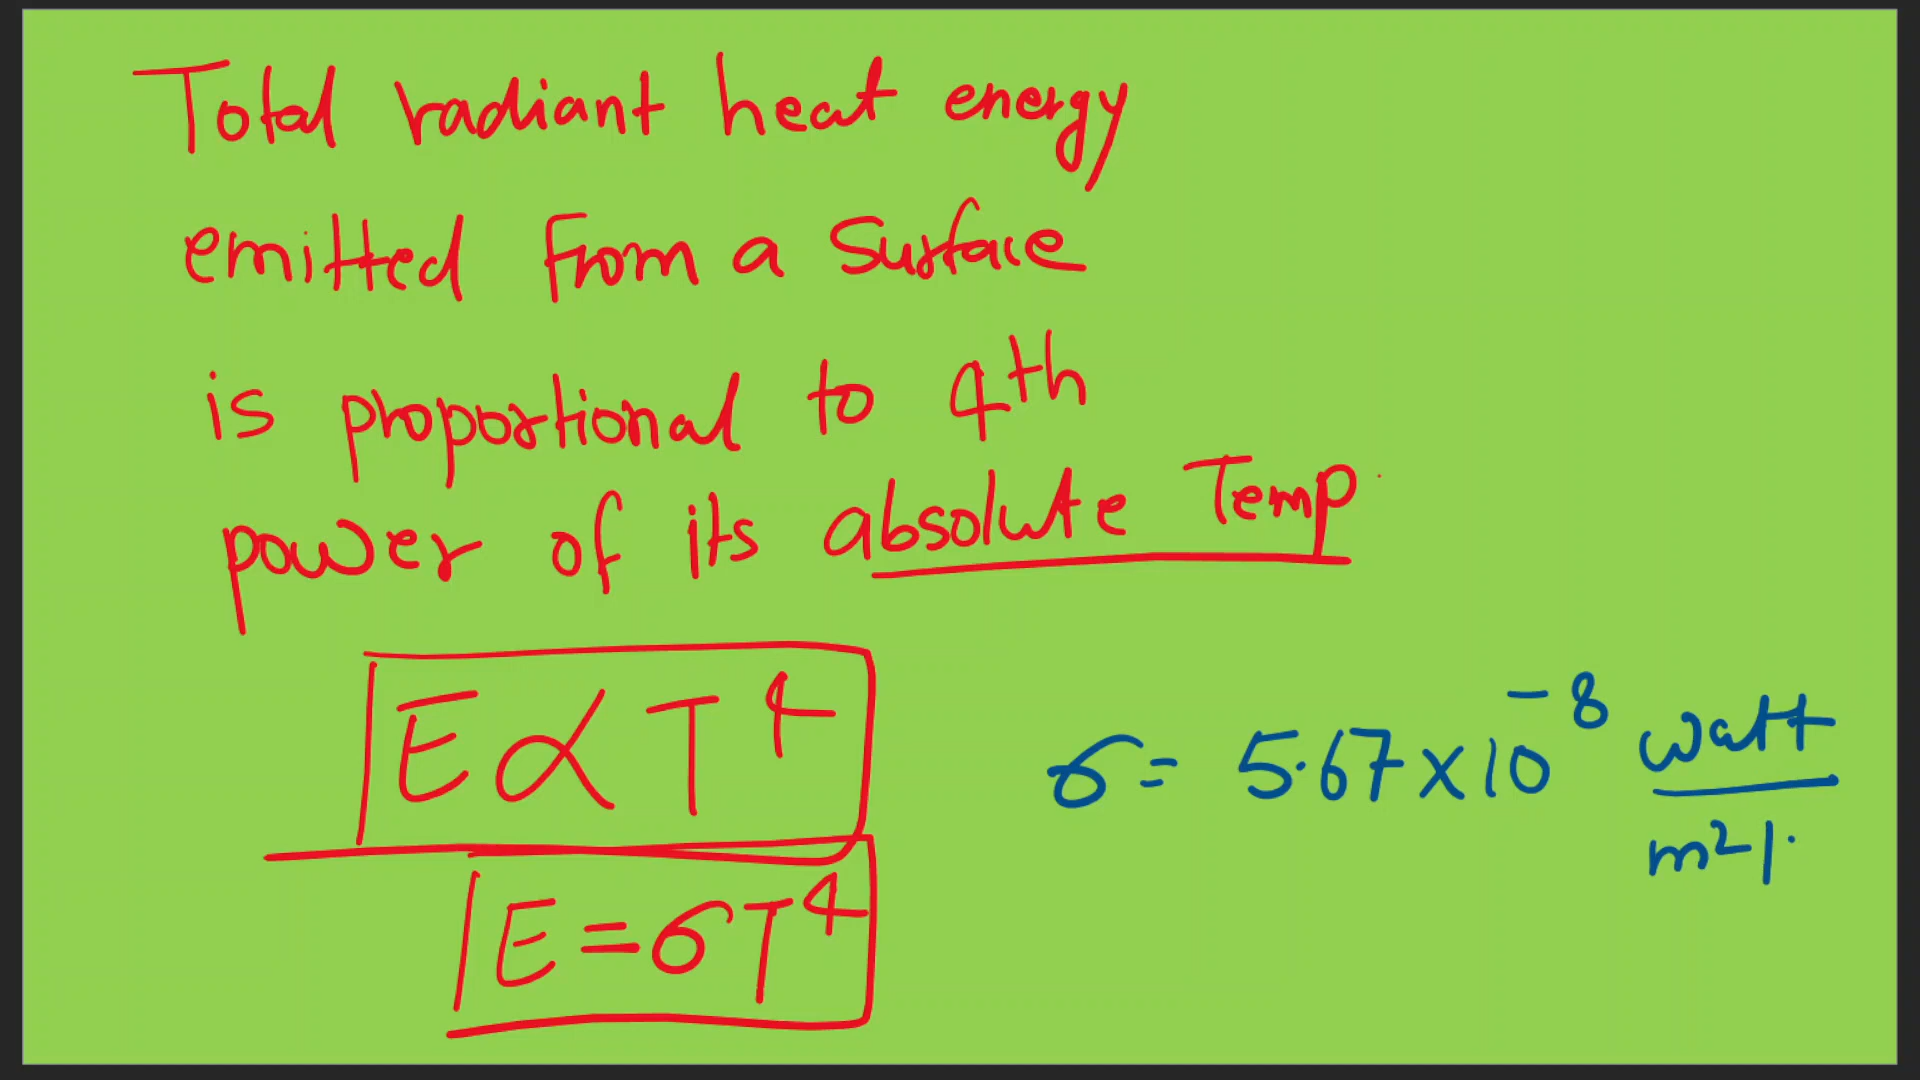 Total radiant heat energy
emitted from a surface
is proportional to 4th
power of its absolute Temp.
E ∝ T⁴
E = σT⁴
σ = 5.67 x 10⁻⁸ watt
m²